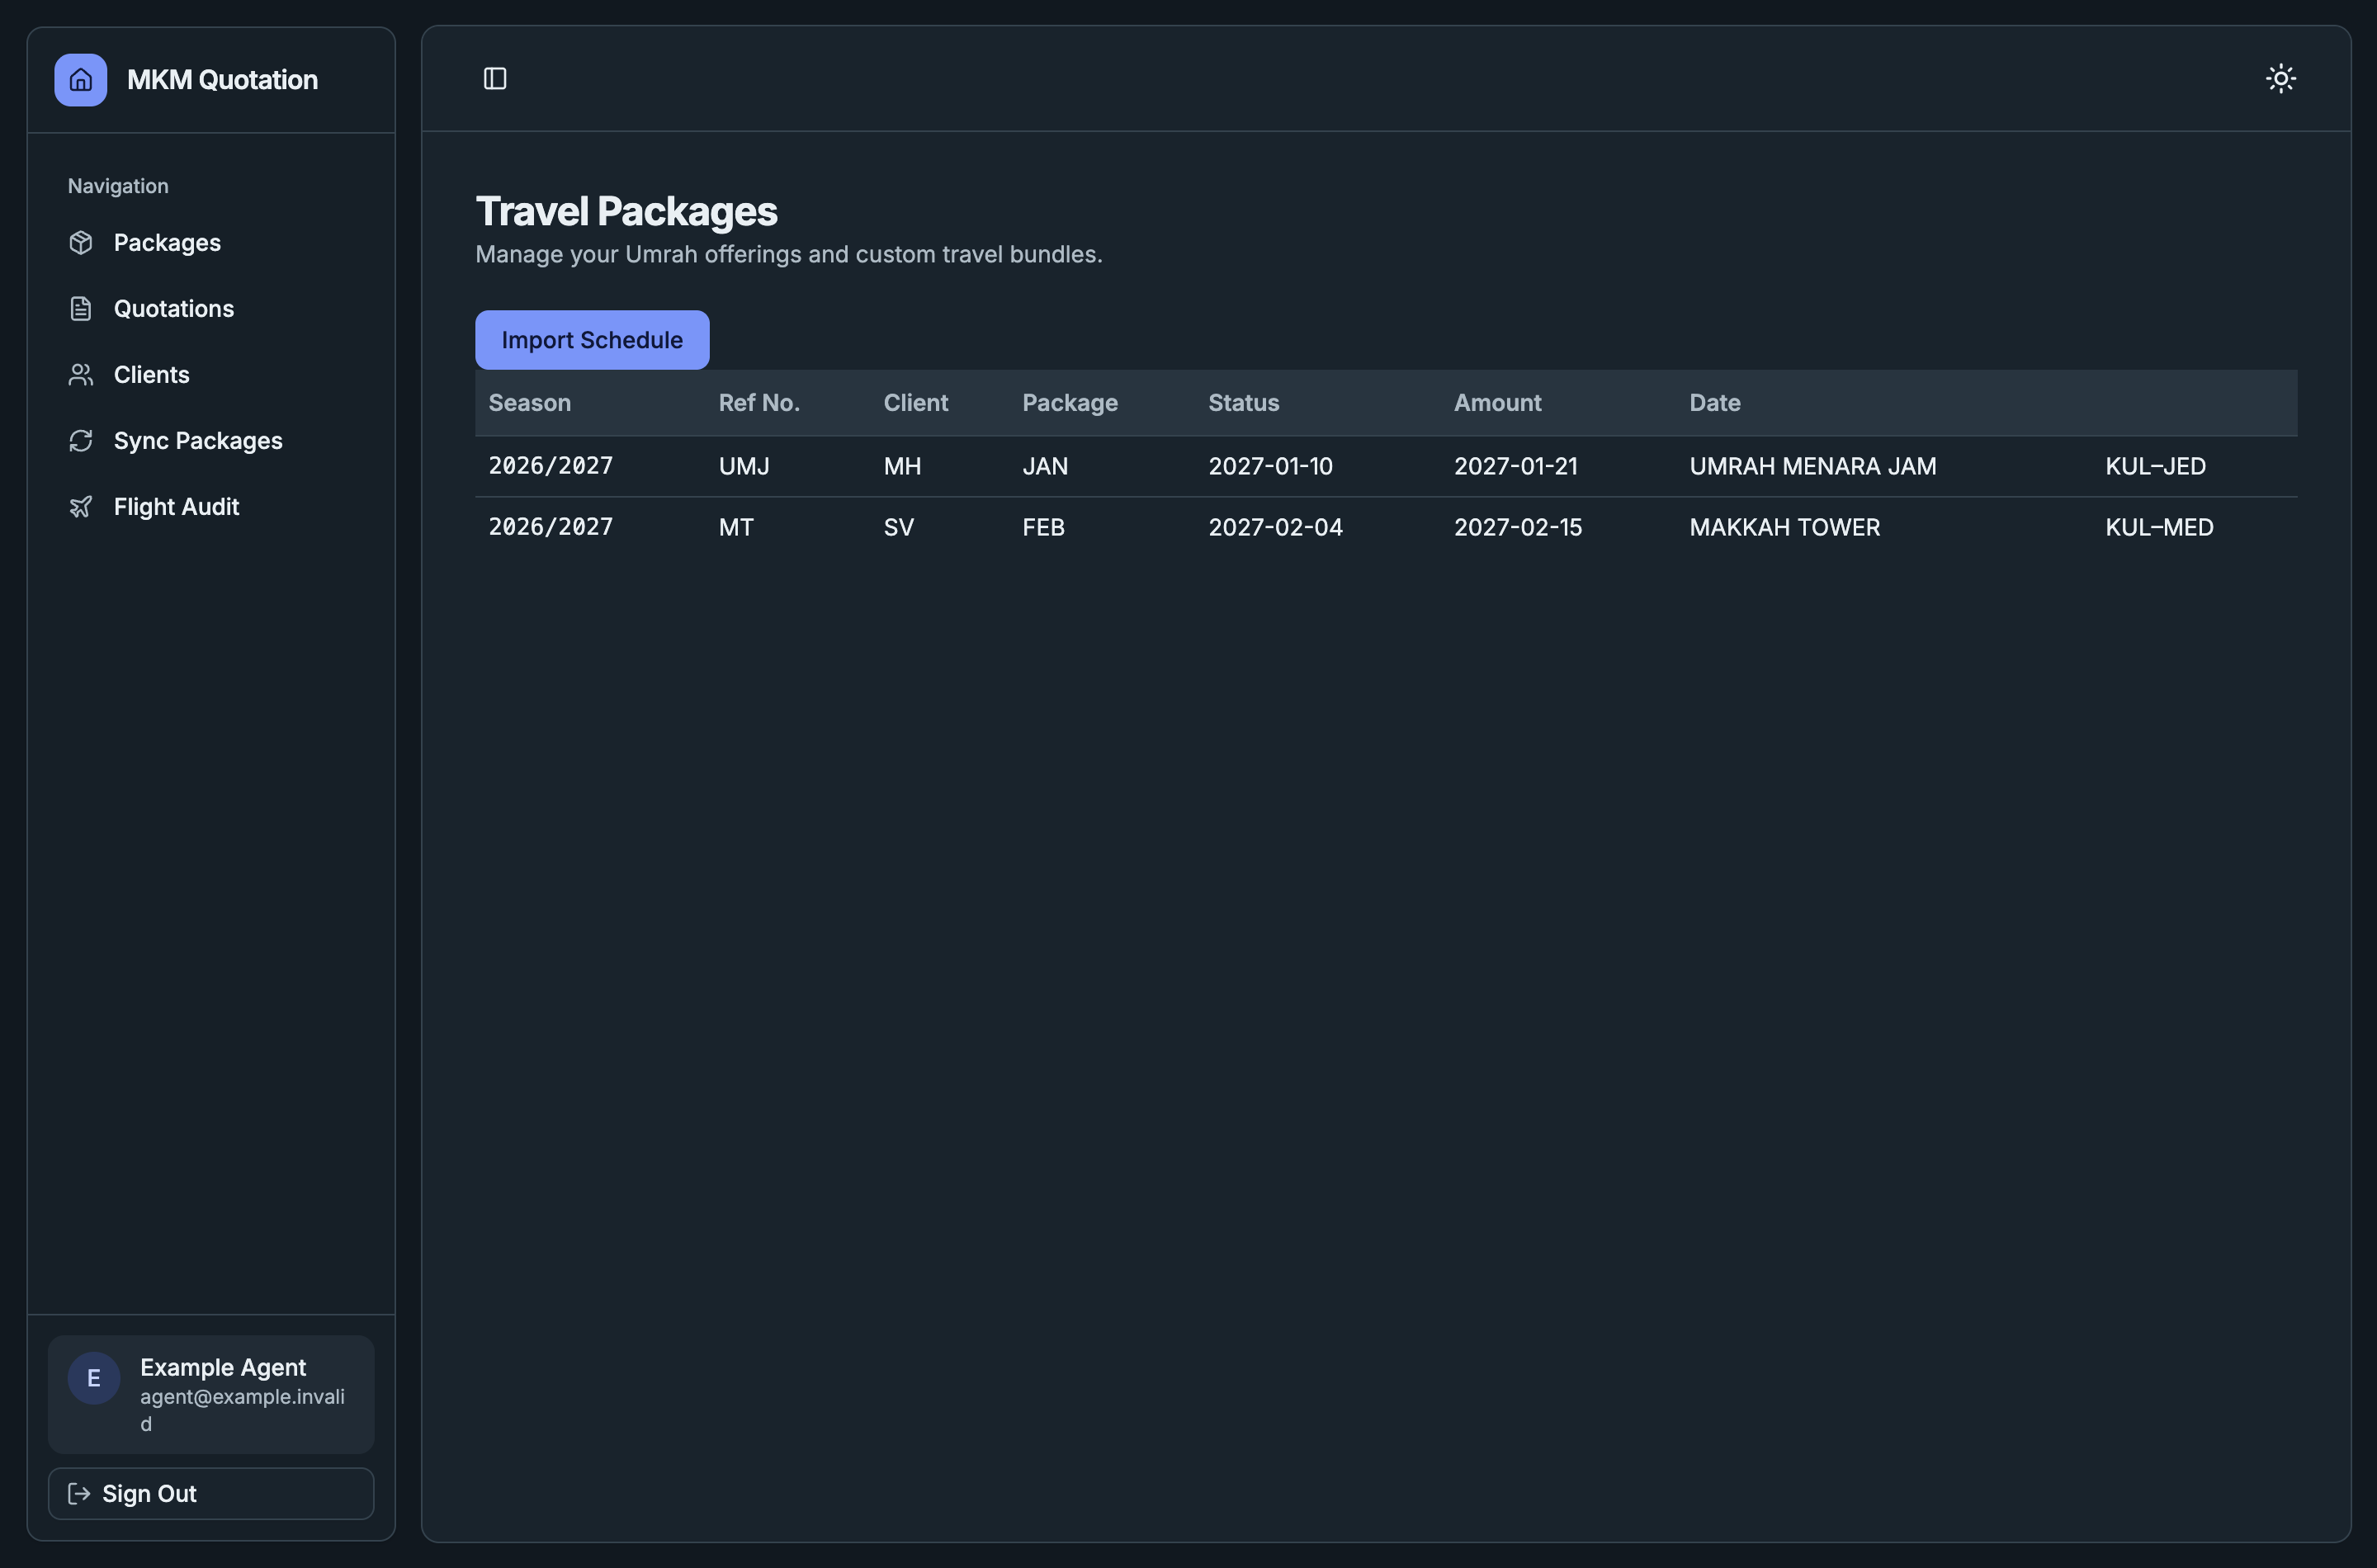 MKM Quotation
Navigation
Packages
Quotations
Clients
Sync Packages
Flight Audit
E
Example Agent
agent@example.invali
d
Sign Out
Travel Packages
Manage your Umrah offerings and custom travel bundles.
Import Schedule
Season Ref No. Client Package Status Amount Date
2026/2027 UMJ MH JAN 2027-01-10 2027-01-21 UMRAH MENARA JAM KUL–JED
2026/2027 MT SV FEB 2027-02-04 2027-02-15 MAKKAH TOWER KUL–MED